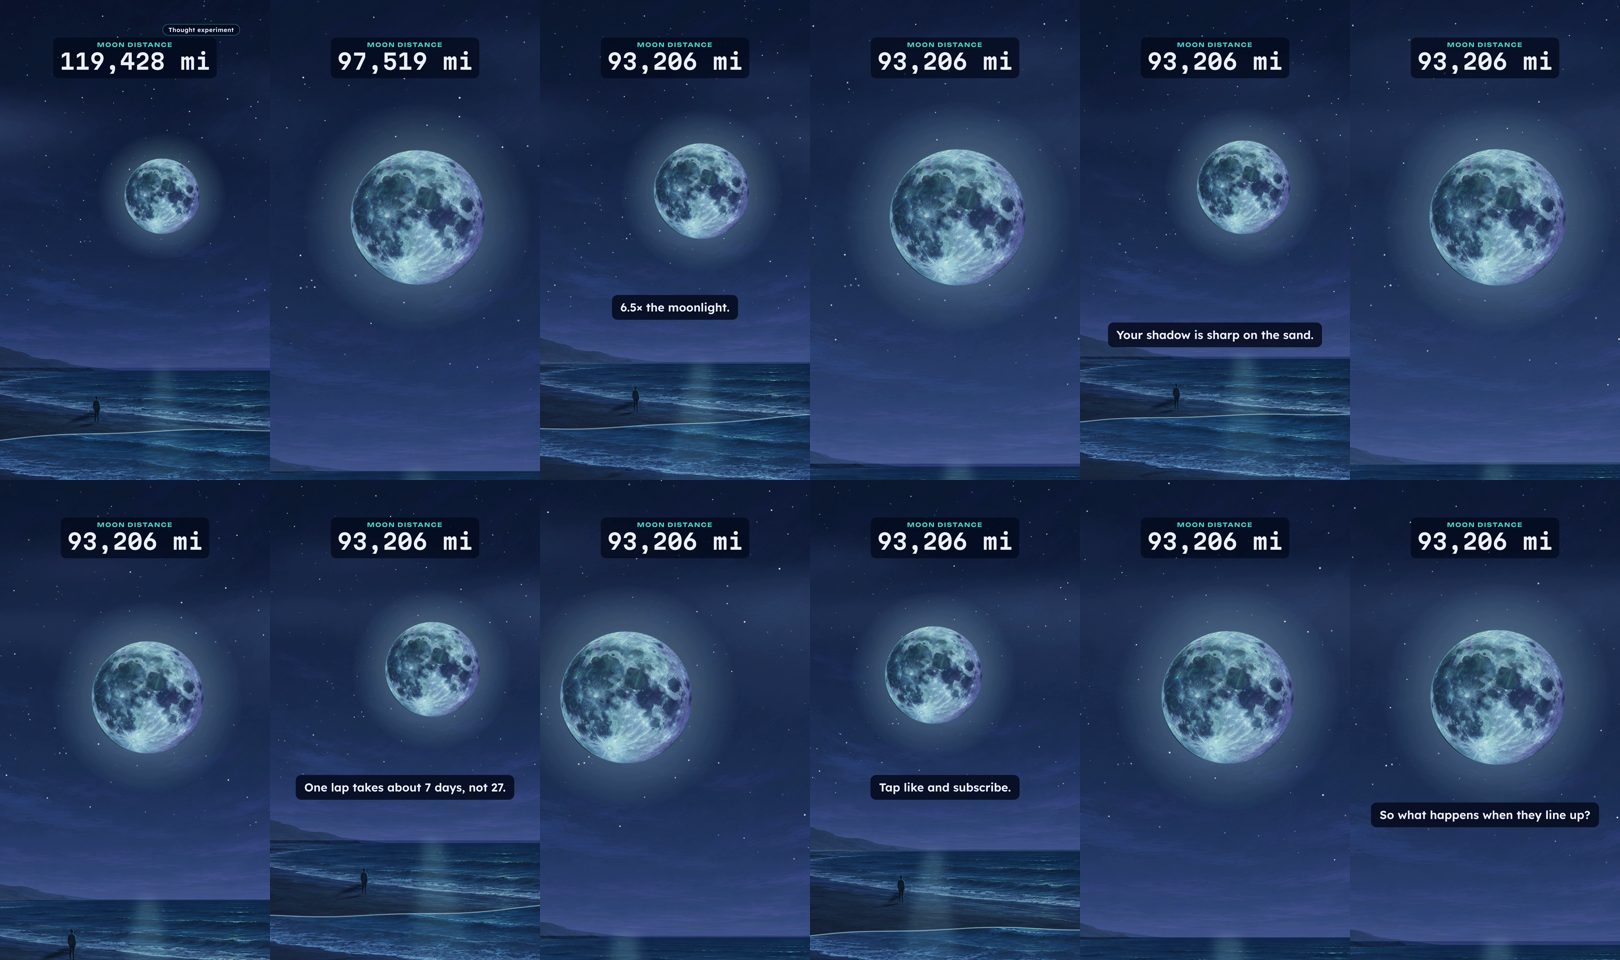 Thought experiment
MOON DISTANCE
119,428 mi
MOON DISTANCE
97,519 mi
MOON DISTANCE
93,206 mi
6.5× the moonlight.
MOON DISTANCE
93,206 mi
MOON DISTANCE
93,206 mi
Your shadow is sharp on the sand.
MOON DISTANCE
93,206 mi
MOON DISTANCE
93,206 mi
MOON DISTANCE
93,206 mi
One lap takes about 7 days, not 27.
MOON DISTANCE
93,206 mi
MOON DISTANCE
93,206 mi
Tap like and subscribe.
MOON DISTANCE
93,206 mi
MOON DISTANCE
93,206 mi
So what happens when they line up?